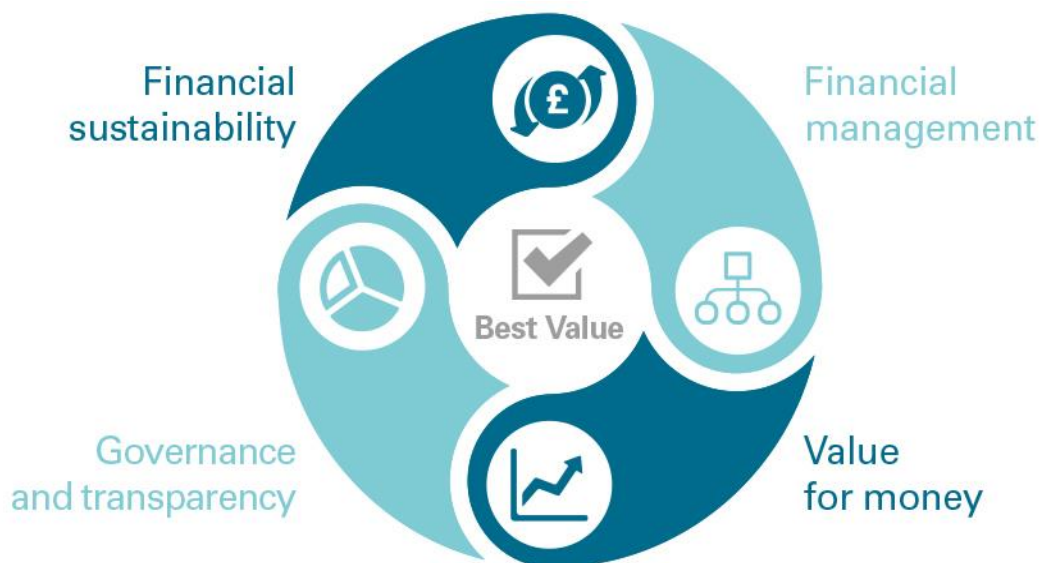 Financial
sustainability
Financial
management
£
Best Value
Governance
and transparency
Value
for money